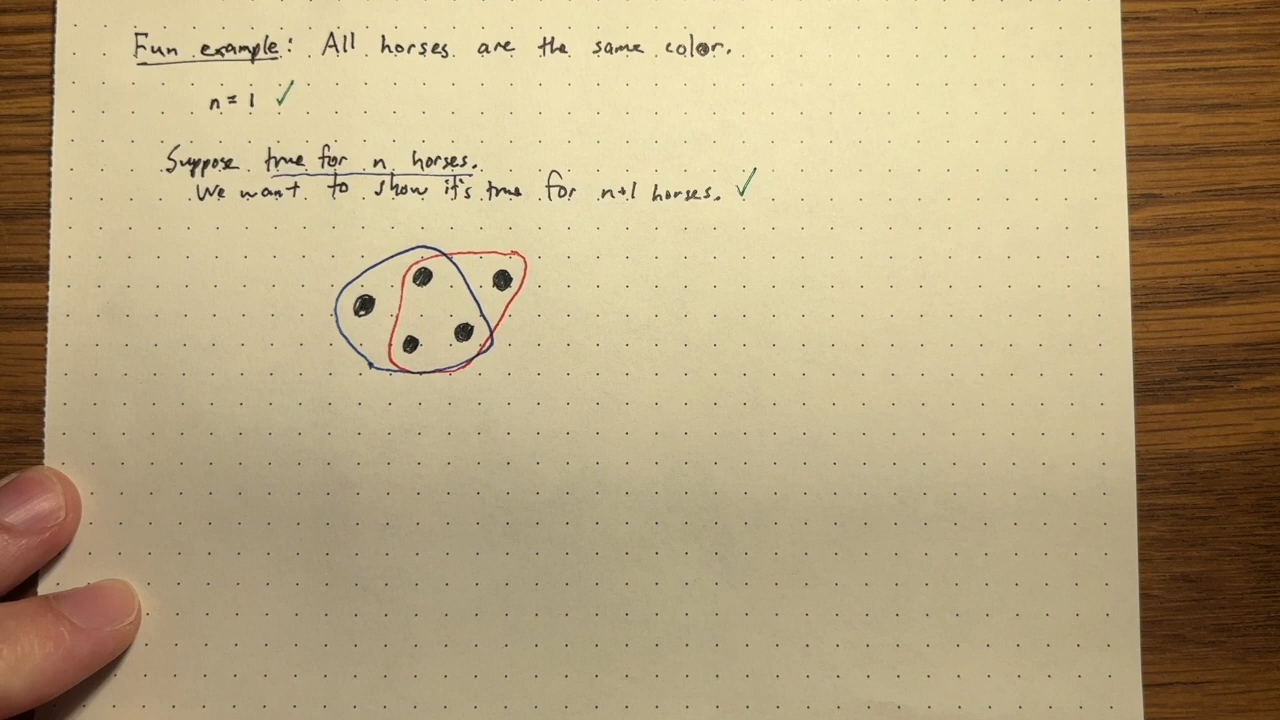 Fun example: All horses are the same color.
n = 1 ✓
Suppose true for n horses.
We want to show it's true for n+1 horses. ✓